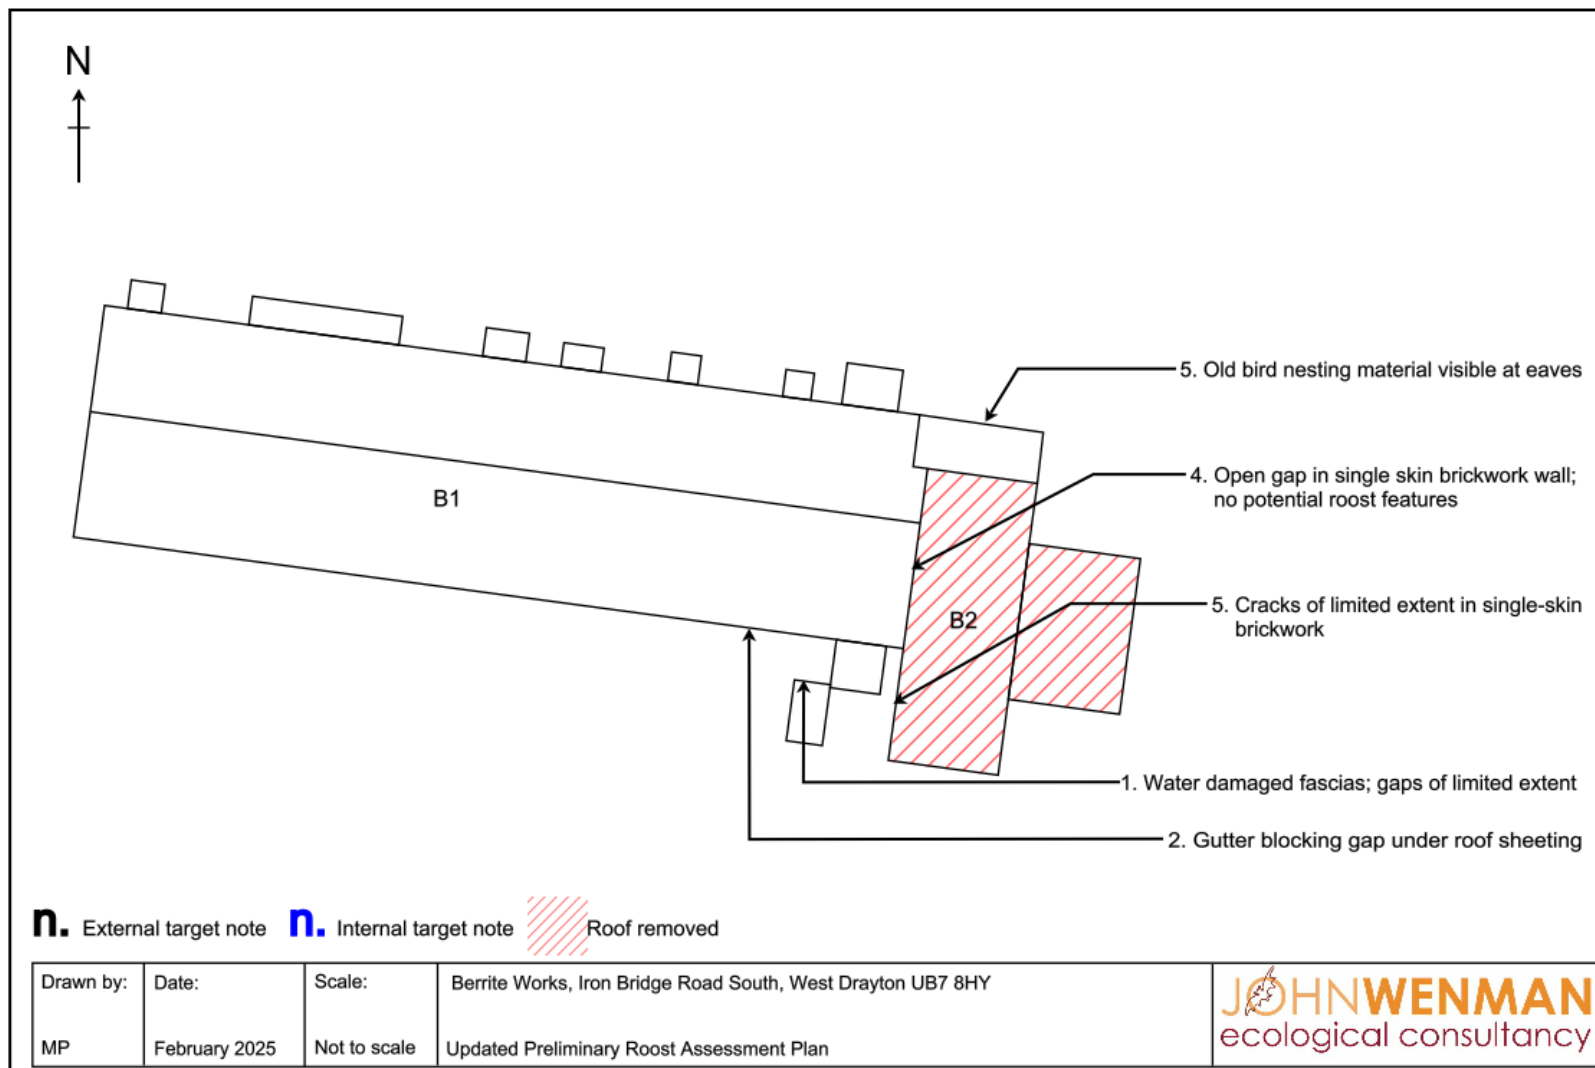 N
5. Old bird nesting material visible at eaves
4. Open gap in single skin brickwork wall;
no potential roost features
B1
5. Cracks of limited extent in single-skin
brickwork
B2
1. Water damaged fascias; gaps of limited extent
2. Gutter blocking gap under roof sheeting
n. External target note n. Internal target note Roof removed
Drawn by: Date: Scale: Berrite Works, Iron Bridge Road South, West Drayton UB7 8HY
MP February 2025 Not to scale Updated Preliminary Roost Assessment Plan
JOHNWENMAN
ecological consultancy